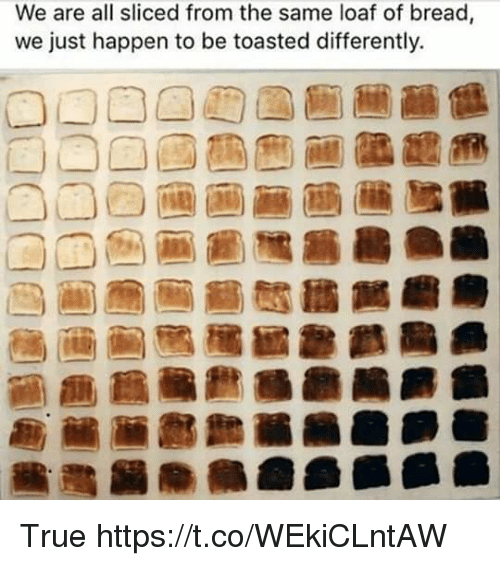 We are all sliced from the same loaf of bread,
we just happen to be toasted differently.
True https://t.co/WEkiCLntAW